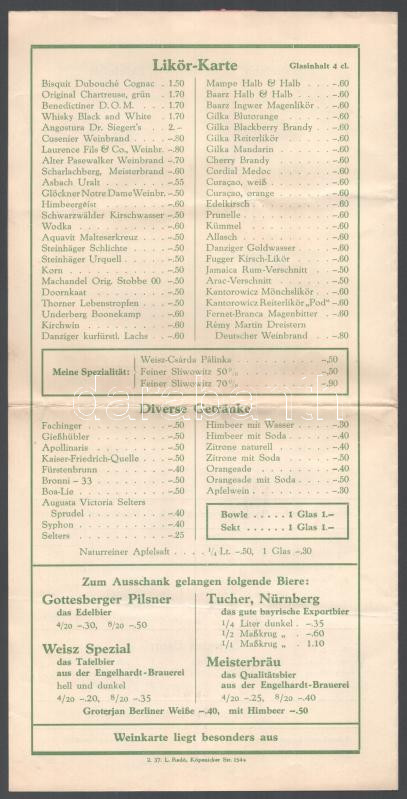 Likör-Karte Glasinhalt 4 cl.
Bisquit Dubouché Cognac . 1.50
Original Chartreuse, grün . 1.70
Benedictiner D. O. M. . . 1.70
Whisky Black and White . 1.70
Angostura Dr. Siegert's . 2.–
Cusenier Weinbrand . . –.80
Laurence Fils & Co., Weinbr. –.80
Alter Pasewalker Weinbrand –.70
Scharlachberg, Meisterbrand –.60
Asbach Uralt . . . . . –.55
Glöckner Notre Dame Weinbr. –.50
Himbeergeist . . . . . –.60
Schwarzwälder Kirschwasser –.50
Wodka . . . . . . . –.60
Aquavit Malteserkreuz . . –.50
Steinhäger Schlichte . . . –.50
Steinhäger Urquell . . . –.50
Korn . . . . . . . . –.50
Machandel Orig. Stobbe 00 –.50
Doornkaat . . . . . . –.50
Thorner Lebenstropfen . . –.50
Underberg Boonekamp . . –.60
Kirchwin . . . . . . . –.60
Danziger kurfürstl. Lachs . –.60
Mampe Halb & Halb . . . –.60
Baarz Halb & Halb . . . –.60
Baarz Ingwer Magenlikör . –.60
Gilka Blutorange . . . . –.60
Gilka Blackberry Brandy . –.60
Gilka Reiterlikör . . . . –.60
Gilka Mandarin . . . . –.60
Cherry Brandy . . . . . –.60
Cordial Medoc . . . . . –.60
Curaçao, weiß . . . . . –.60
Curaçao, orange . . . . –.60
Edelkirsch . . . . . . –.60
Prunelle . . . . . . . –.60
Kümmel . . . . . . . –.60
Allasch . . . . . . . –.60
Danziger Goldwasser . . –.60
Fugger Kirsch-Likör . . . –.60
Jamaica Rum-Verschnitt . –.50
Arac-Verschnitt . . . . –.50
Kantorowicz Mönchslikör . –.60
Kantorowicz Reiterlikör „Pod" –.60
Fernet-Branca Magenbitter . –.60
Rémy Martin Dreistern
Deutscher Weinbrand . . –.80
Meine Spezialität:
Weisz-Csárda Pálinka . . . . . –.50
Feiner Sliwowitz 50% . . . . . –.50
Feiner Sliwowitz 70% . . . . . –.90
Diverse Getränke
Fachinger . . . . . . –.50
Gießhübler . . . . . . –.50
Apollinaris . . . . . . –.50
Kaiser-Friedrich-Quelle . . –.50
Fürstenbrunn . . . . . –.40
Bronni – 33 . . . . . . –.50
Boa-Lie . . . . . . . –.50
Augusta Victoria Selters
Sprudel . . . . . . –.40
Syphon . . . . . . . –.40
Selters . . . . . . . –.25
Himbeer mit Wasser . . . –.30
Himbeer mit Soda . . . . –.40
Zitrone naturell . . . . –.40
Zitrone mit Soda . . . . –.50
Orangeade . . . . . . –.40
Orangeade mit Soda . . . –.50
Apfelwein . . . . . . –.30
Bowle . . . . . 1 Glas 1.–
Sekt . . . . . 1 Glas 1.–
Naturreiner Apfelsaft . . . . 1/4 Lt. –.50, 1 Glas –.30
Zum Ausschank gelangen folgende Biere:
Gottesberger Pilsner
das Edelbier
4/20 –.30, 8/20 –.50
Weisz Spezial
das Tafelbier
aus der Engelhardt-Brauerei
hell und dunkel
4/20 –.20, 8/20 –.35
Tucher, Nürnberg
das gute bayrische Exportbier
1/4 Liter dunkel . –.35
1/2 Maßkrug „ . –.60
1/1 Maßkrug „ . 1.10
Meisterbräu
das Qualitätsbier
aus der Engelhardt-Brauerei
4/20 –.25, 8/20 –.40
Groterjan Berliner Weiße –.40, mit Himbeer –.50
Weinkarte liegt besonders aus
2. 37. L. Radó, Köpenicker Str. 154a
darabanth